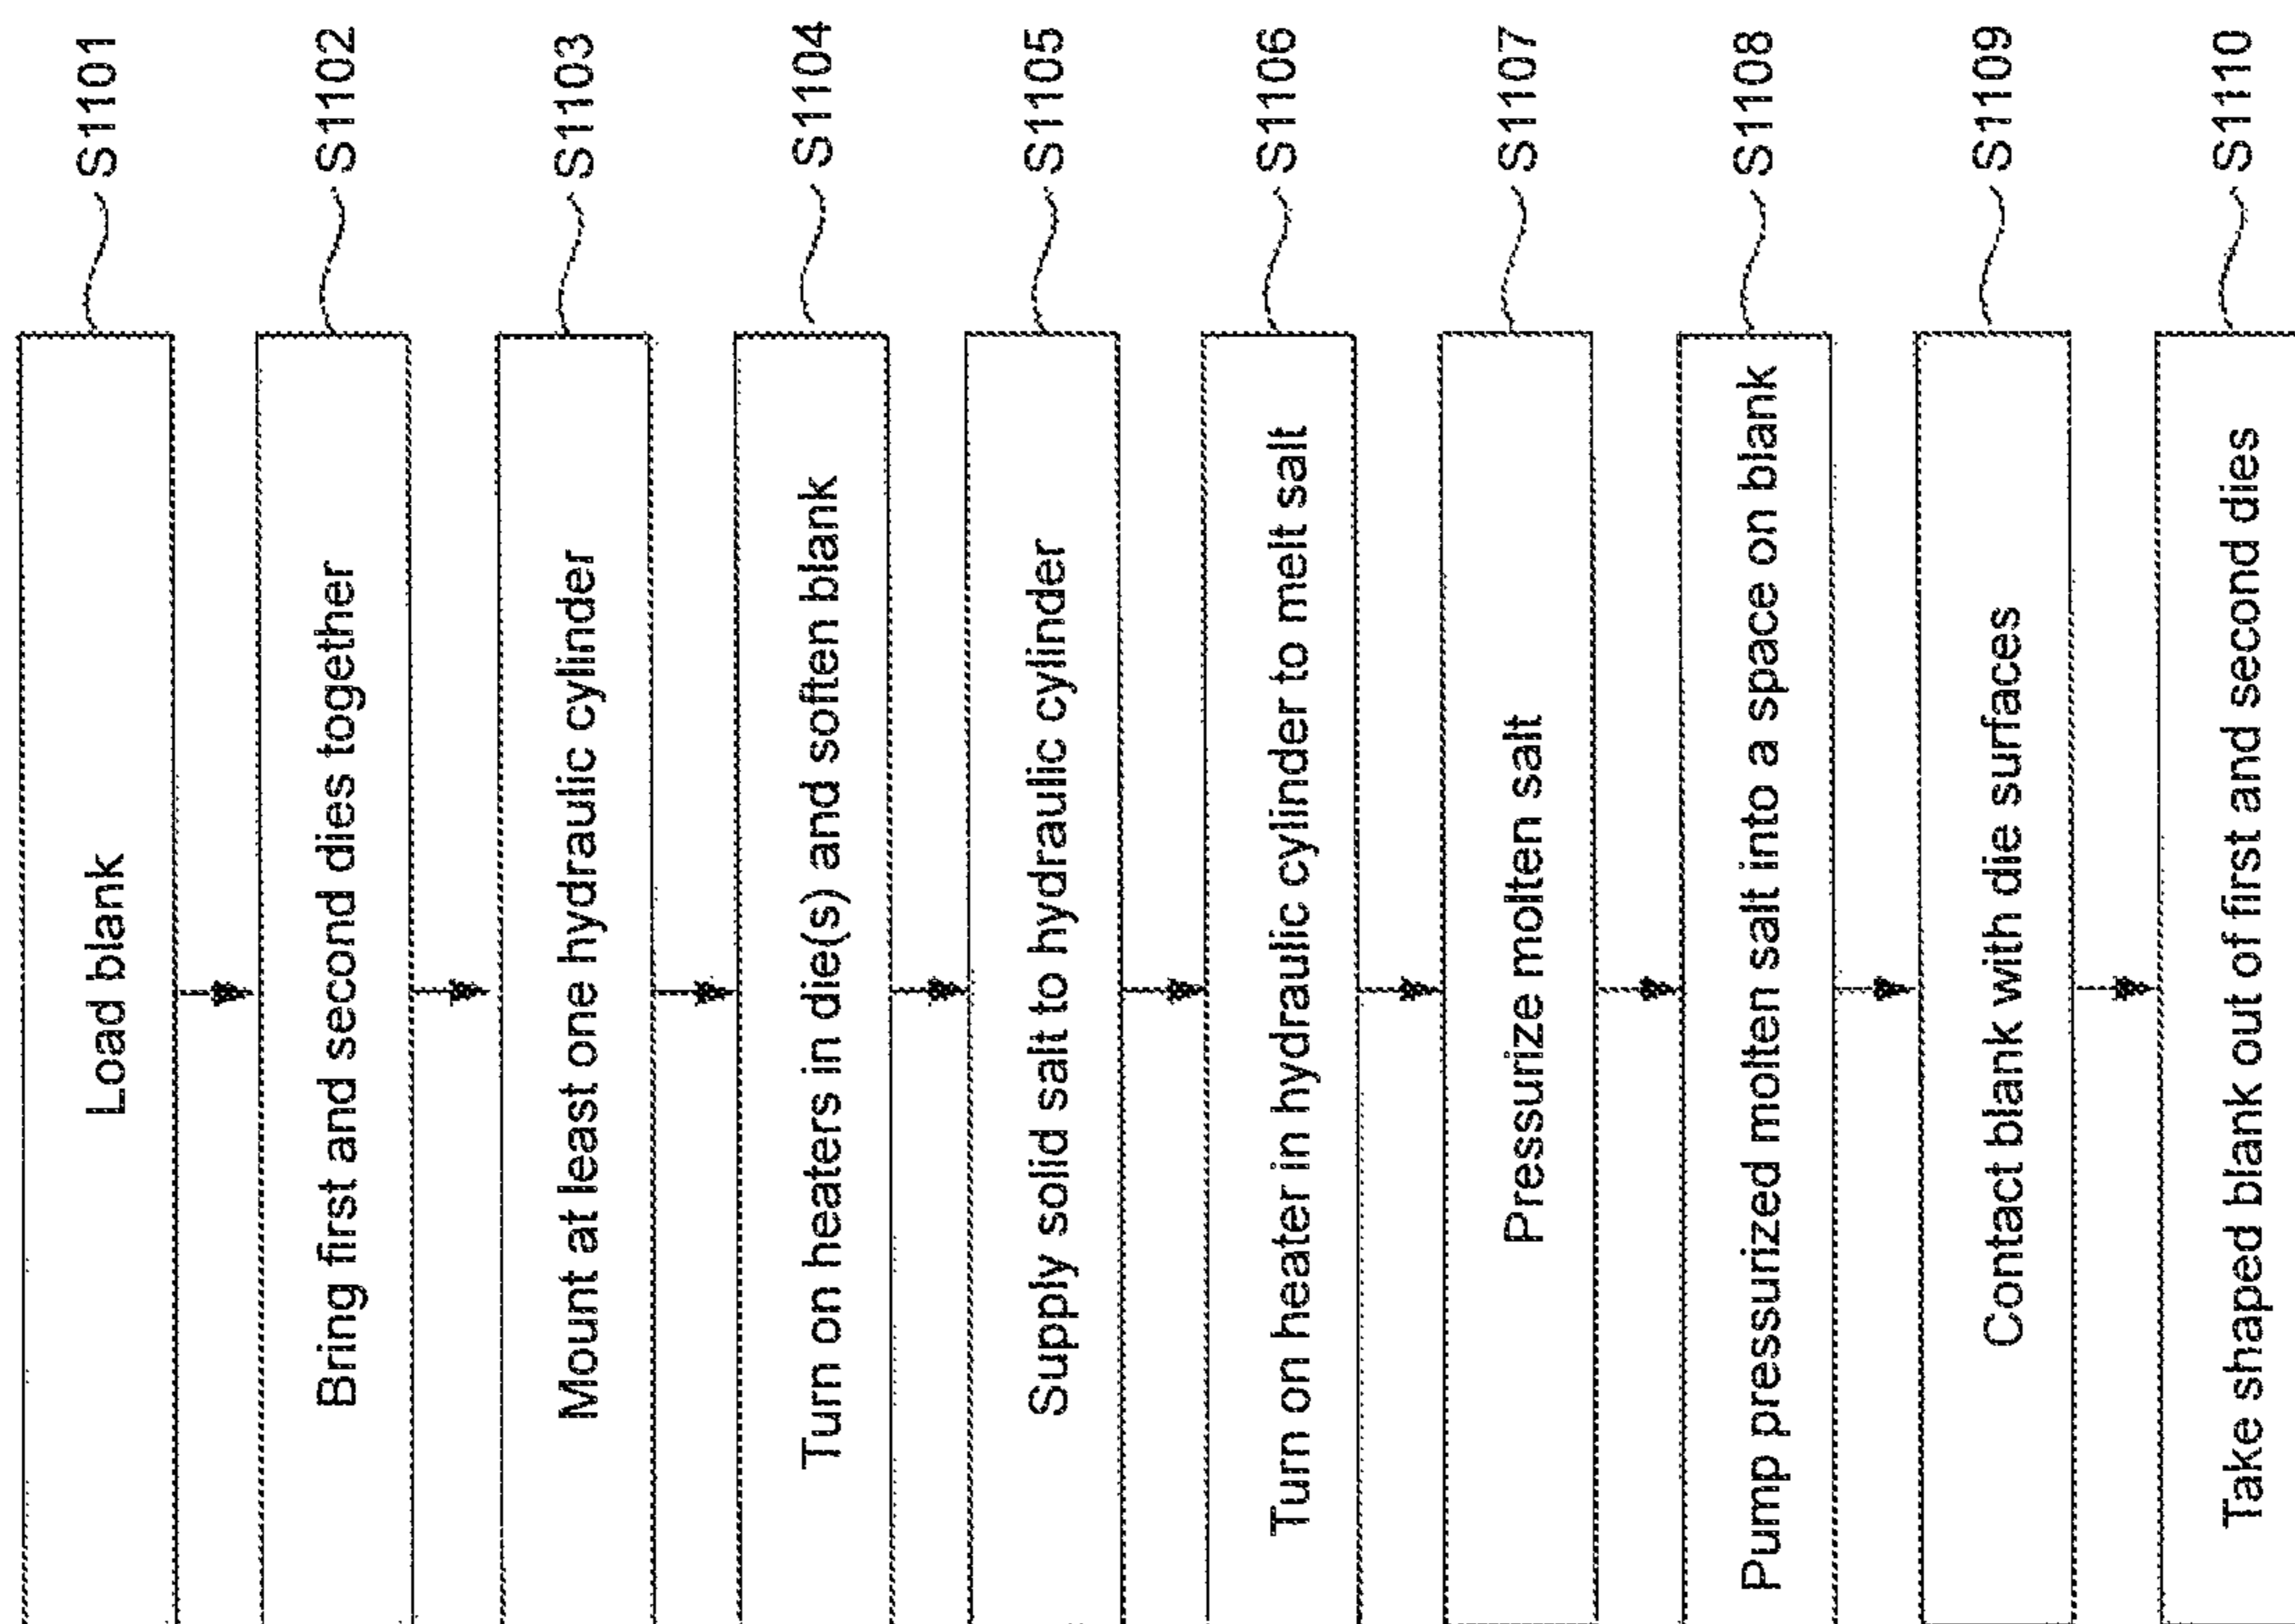 Load blank S1101
Bring first and second dies together S1102
Mount at least one hydraulic cylinder S1103
Turn on heaters in die(s) and soften blank S1104
Supply solid salt to hydraulic cylinder S1105
Turn on heater in hydraulic cylinder to melt salt S1106
Pressurize molten salt S1107
Pump pressurized molten salt into a space on blank S1108
Contact blank with die surfaces S1109
Take shaped blank out of first and second dies S1110